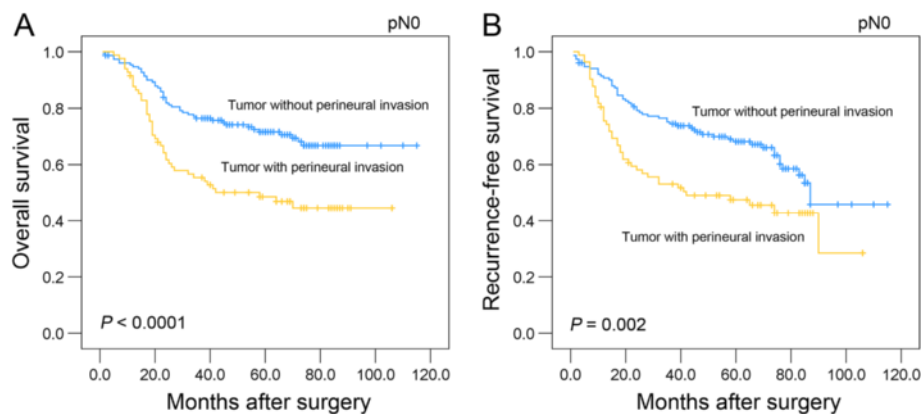 A
pN0
Overall survival
1.0
0.8
0.6
0.4
0.2
0.0
Tumor without perineural invasion
Tumor with perineural invasion
P < 0.0001
0.0 20.0 40.0 60.0 80.0 100.0 120.0
Months after surgery
B
pN0
Recurrence-free survival
1.0
0.8
0.6
0.4
0.2
0.0
Tumor without perineural invasion
Tumor with perineural invasion
P = 0.002
0.0 20.0 40.0 60.0 80.0 100.0 120.0
Months after surgery